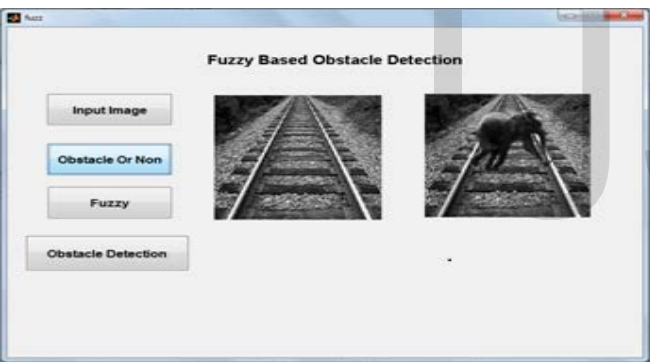 fuzz
Fuzzy Based Obstacle Detection
Input Image
Obstacle Or Non
Fuzzy
Obstacle Detection